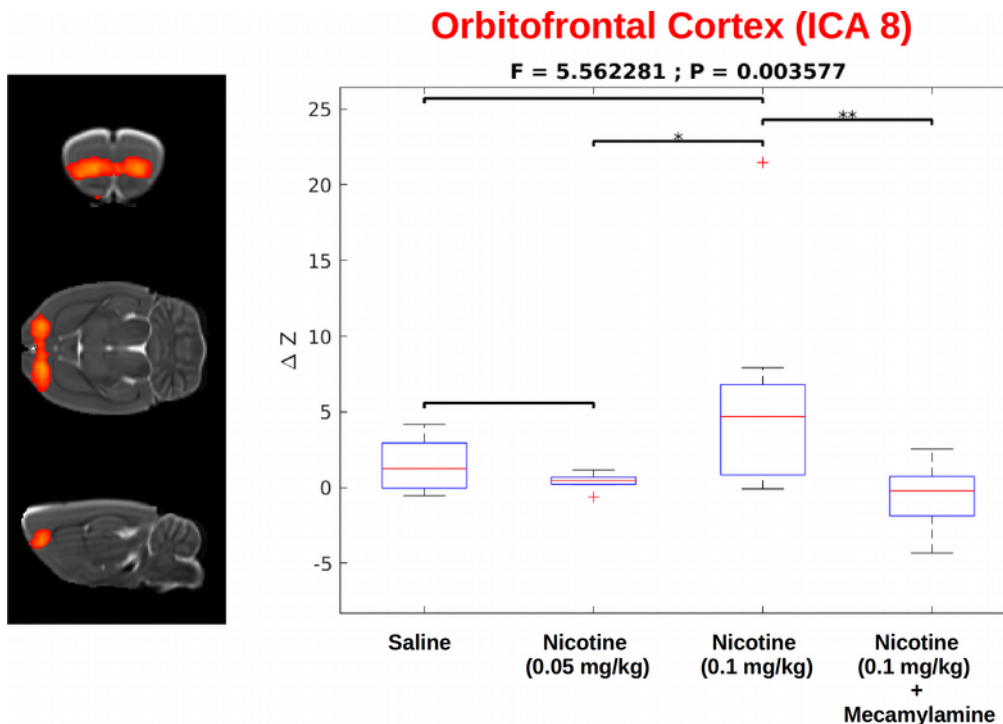 Orbitofrontal Cortex (ICA 8)
F = 5.562281 ; P = 0.003577
25
20
15
10
5
0
-5
Δ Z
*
**
Saline
Nicotine
(0.05 mg/kg)
Nicotine
(0.1 mg/kg)
Nicotine
(0.1 mg/kg)
+
Mecamylamine